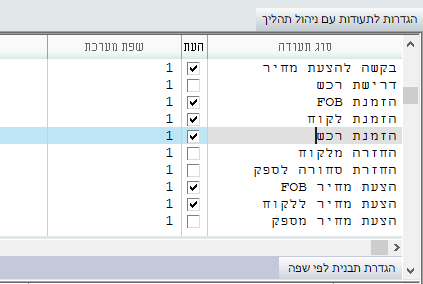 הגדרות לתעודות עם ניהול תהליך
סוג תעודה העת שפת מערכת
בקשה להצעת מחיר 1
דרישת רכש 1
הזמנת FOB 1
הזמנת לקוח 1
הזמנת רכש 1
החזרה מלקוח 1
החזרת סחורה לספק 1
הצעת מחיר FOB 1
הצעת מחיר ללקוח 1
הצעת מחיר מספק 1
הגדרת תבנית לפי שפה